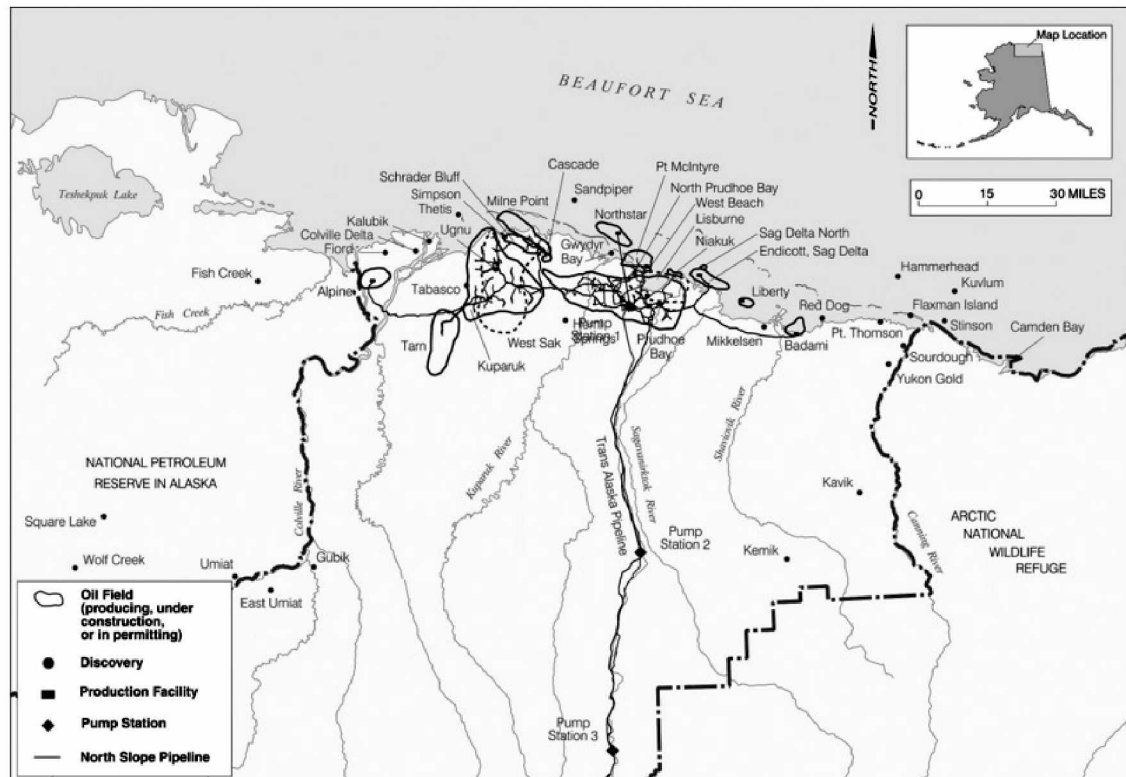 Map Location
NORTH
BEAUFORT SEA
0 15 30 MILES
Teshekpuk Lake
Cascade
Pt McIntyre
Schrader Bluff
Sandpiper
North Prudhoe Bay
Simpson
Milne Point
West Beach
Thetis
Northstar
Lisburne
Kalubik
Ugnu
Sag Delta North
Colville Delta
Gwydyr
Bay
Niakuk
Endicott, Sag Delta
Fiord
Hammerhead
Fish Creek
Kuvlum
Alpine
Tabasco
Liberty
Red Dog
Flaxman Island
Fish Creek
Stinson
Camden Bay
Pump
Station 1
Springs
Tarn
West Sak
Prudhoe
Bay
Mikkelsen
Badami
Pt. Thomson
Sourdough
Kuparuk
Yukon Gold
Shaviovik River
Kuparuk River
Trans Alaska Pipeline
Sagavanirktok River
NATIONAL PETROLEUM
RESERVE IN ALASKA
Colville River
Kavik
ARCTIC
NATIONAL
WILDLIFE
REFUGE
Canning River
Square Lake
Pump
Station 2
Wolf Creek
Umiat
Gubik
Kemik
East Umiat
Oil Field
(producing, under
construction,
or in permitting)
Discovery
Production Facility
Pump Station
North Slope Pipeline
Pump
Station 3